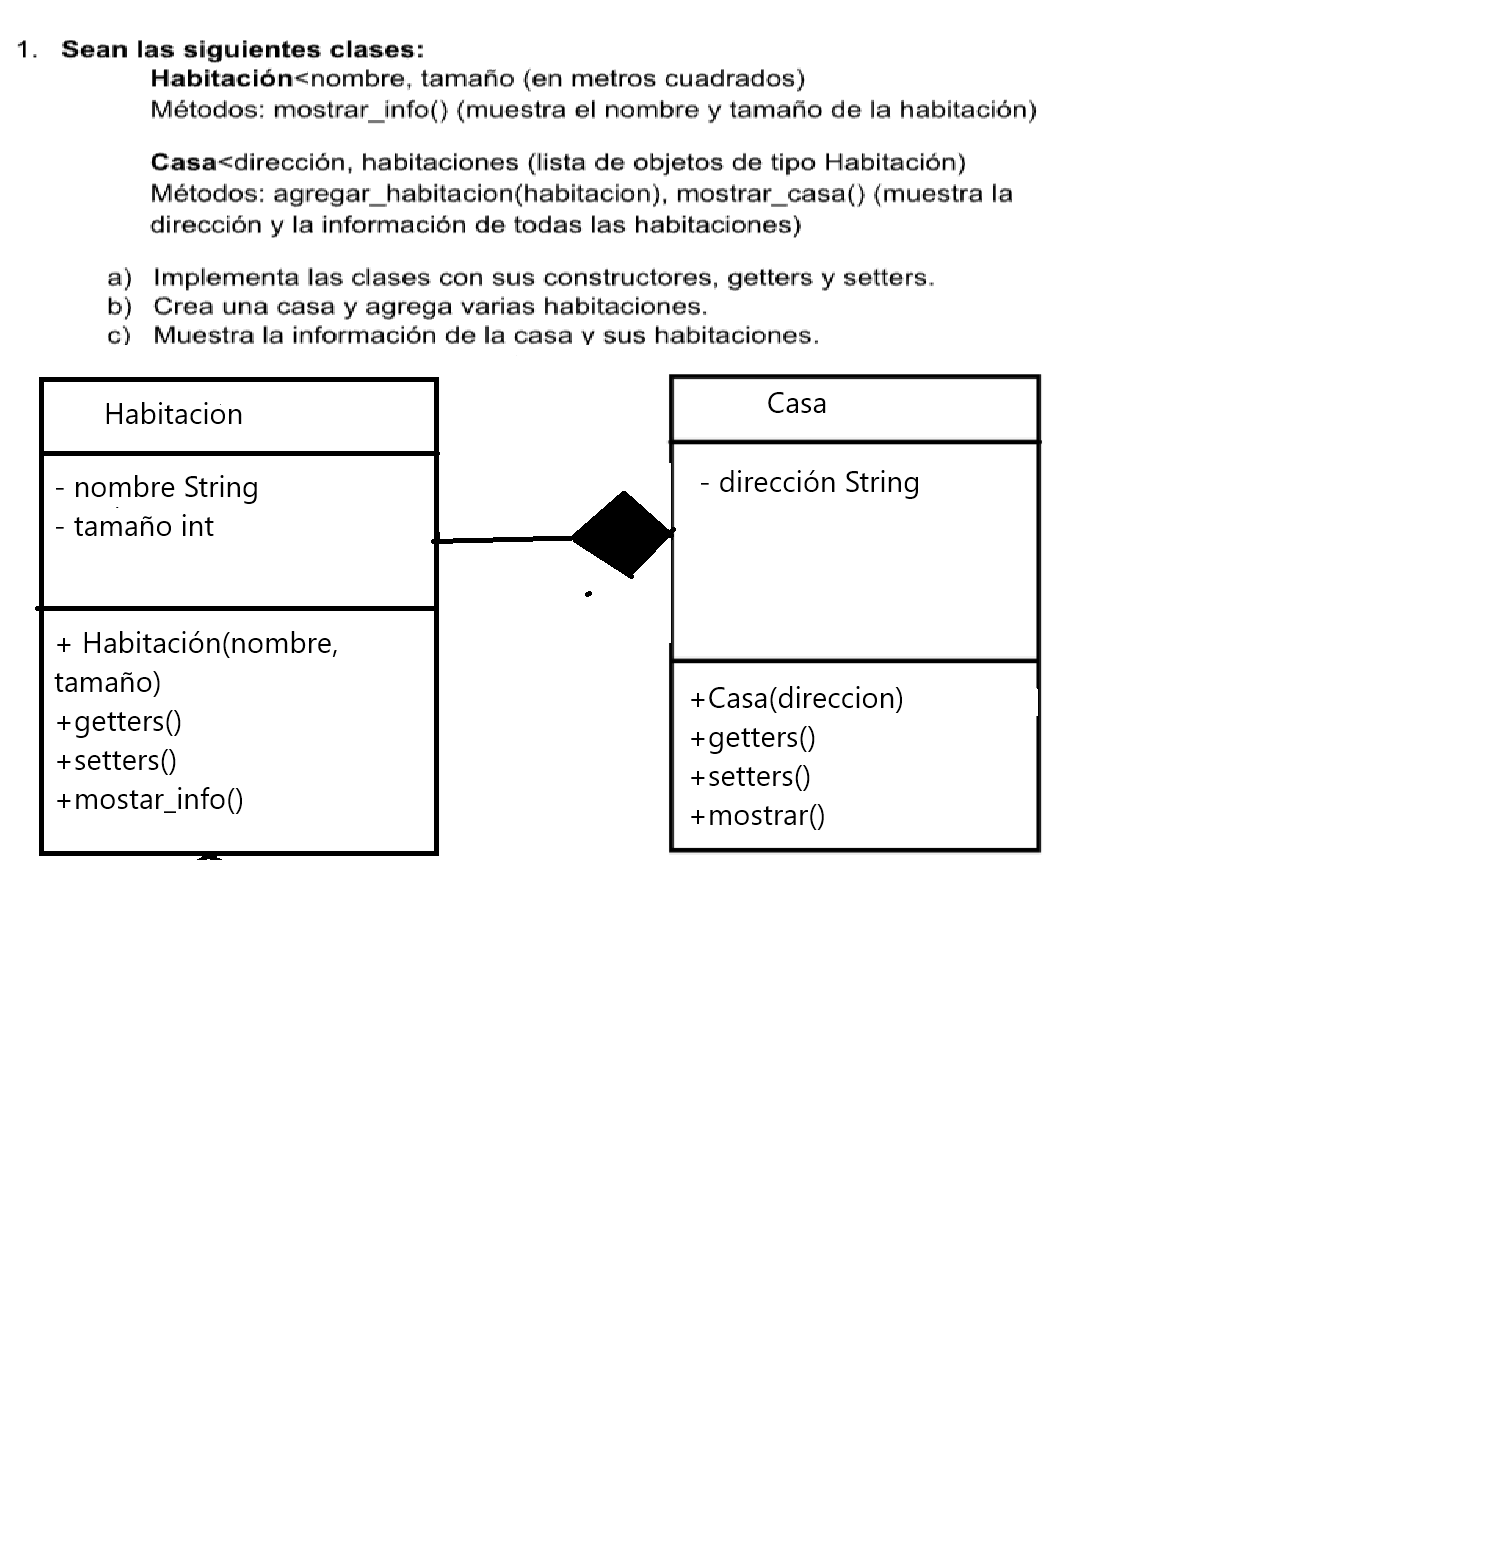 1. Sean las siguientes clases:
Habitación<nombre, tamaño (en metros cuadrados)
Métodos: mostrar_info() (muestra el nombre y tamaño de la habitación)
Casa<dirección, habitaciones (lista de objetos de tipo Habitación)
Métodos: agregar_habitacion(habitacion), mostrar_casa() (muestra la
dirección y la información de todas las habitaciones)
a) Implementa las clases con sus constructores, getters y setters.
b) Crea una casa y agrega varias habitaciones.
c) Muestra la información de la casa y sus habitaciones.
Habitación
- nombre String
- tamaño int
+ Habitación(nombre,
tamaño)
+getters()
+setters()
+mostar_info()
Casa
- dirección String
+Casa(direccion)
+getters()
+setters()
+mostrar()